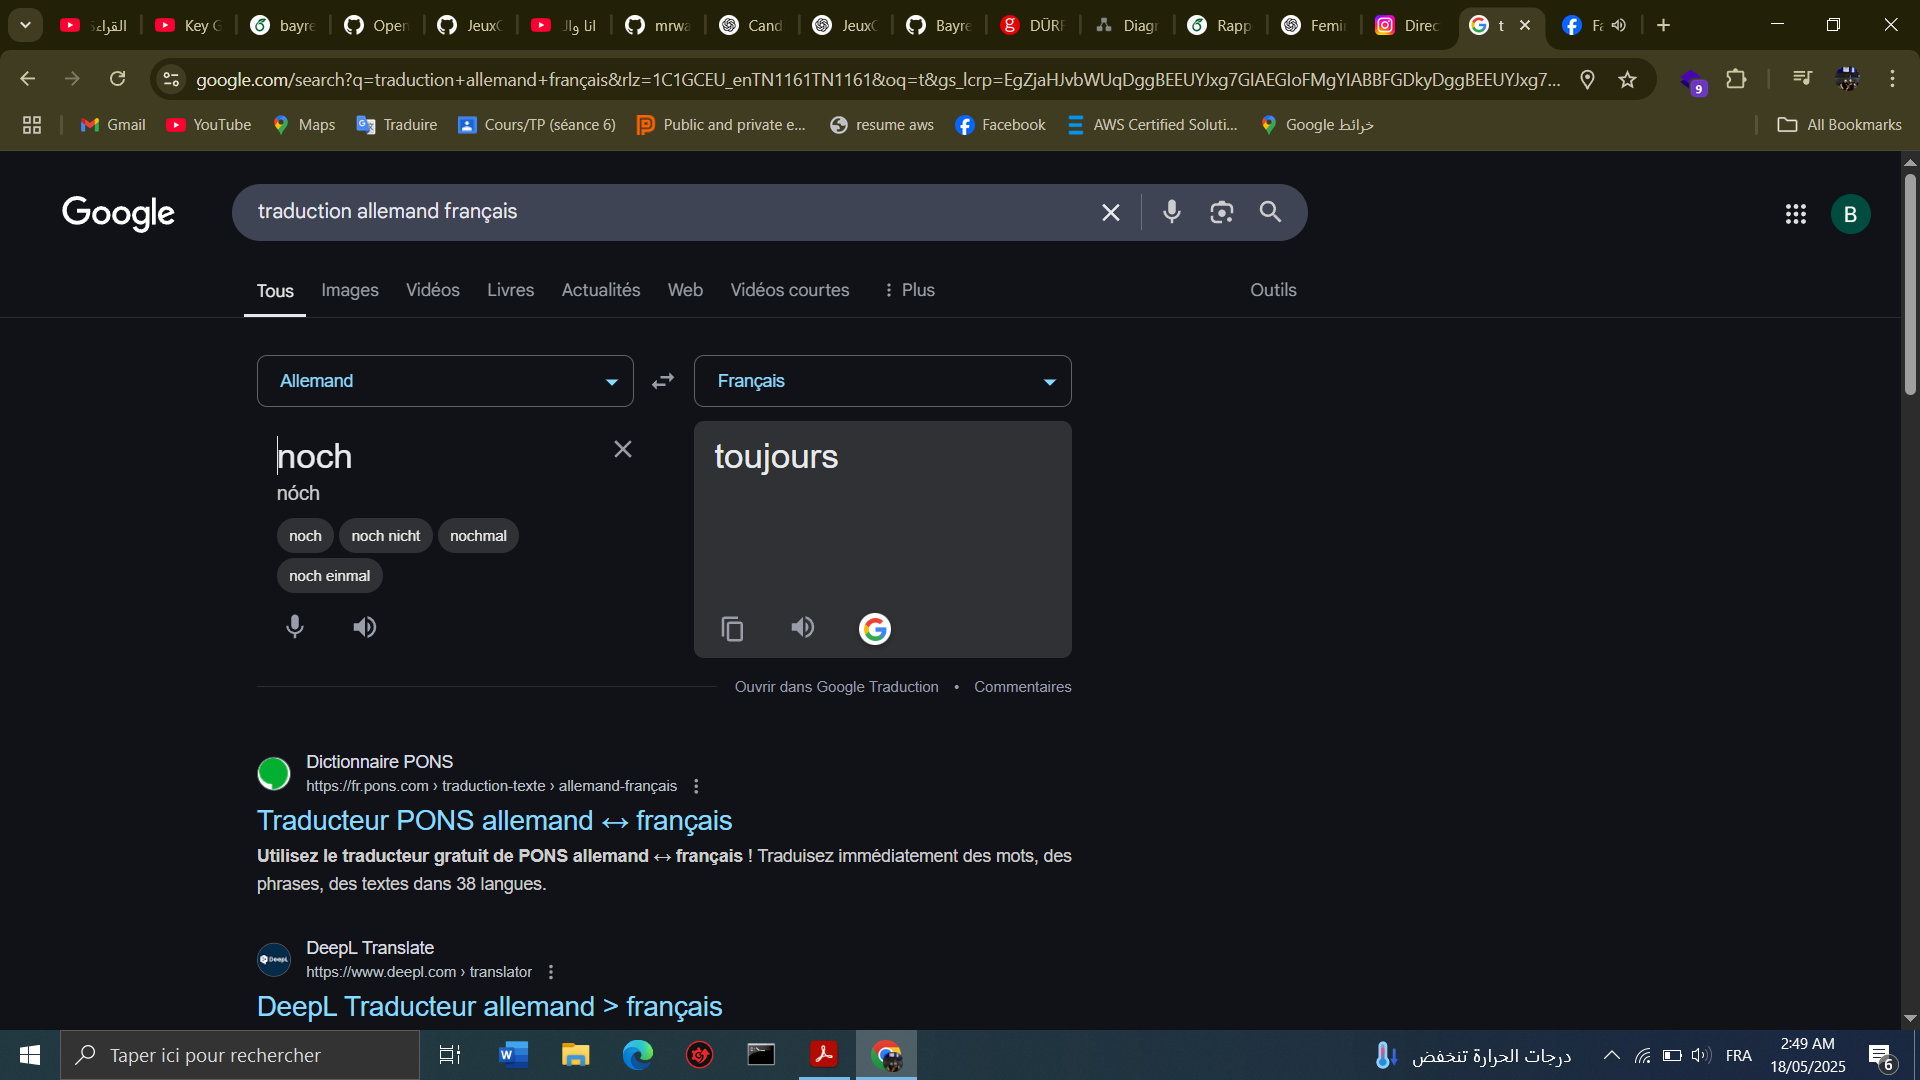 القراءة
Key G
bayre
Open
JeuxC
انا وال
mrwa
Cand
JeuxC
Bayre
DÜRR
Diagr
Rapp
Femin
Direc
t
Fa
google.com/search?q=traduction+allemand+français&rlz=1C1GCEU_enTN1161TN1161&oq=t&gs_lcrp=EgZjaHJvbWUqDggBEEUYJxg7GIAEGIoFMgYIABBFGDkyDggBEEUYJxg7...
9
Gmail
YouTube
Maps
Traduire
Cours/TP (séance 6)
Public and private e...
resume aws
Facebook
AWS Certified Soluti...
خرائط Google
All Bookmarks
Google
traduction allemand français
B
Tous
Images
Vidéos
Livres
Actualités
Web
Vidéos courtes
Plus
Outils
Allemand
Français
noch
toujours
nóch
noch
noch nicht
nochmal
noch einmal
Ouvrir dans Google Traduction • Commentaires
Dictionnaire PONS
https://fr.pons.com › traduction-texte › allemand-français
Traducteur PONS allemand ↔ français
Utilisez le traducteur gratuit de PONS allemand ↔ français ! Traduisez immédiatement des mots, des
phrases, des textes dans 38 langues.
DeepL
DeepL Translate
https://www.deepl.com › translator
DeepL Traducteur allemand > français
Taper ici pour rechercher
درجات الحرارة تنخفض
FRA
2:49 AM
18/05/2025
6